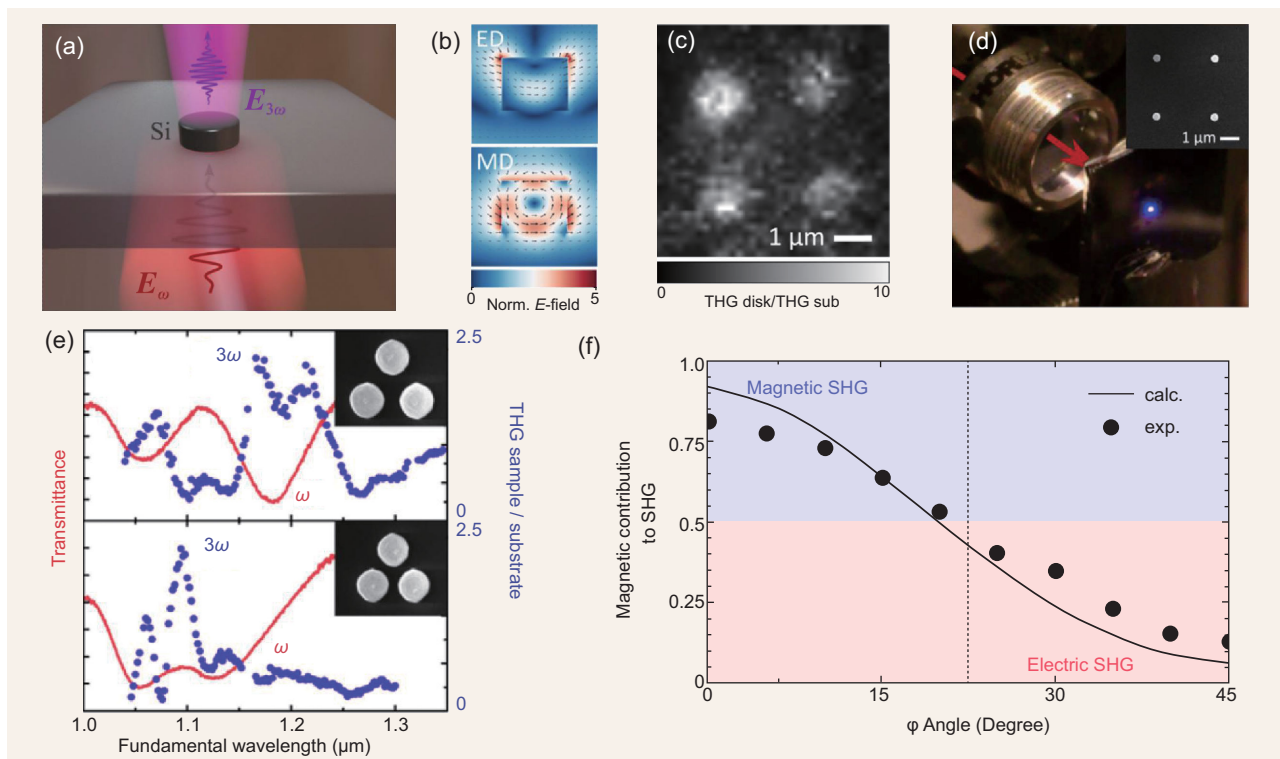 (a)
E3ω
Si
Eω
(b)
ED
MD
0
5
Norm. E-field
(c)
1 μm
0
10
THG disk/THG sub
(d)
1 μm
(e)
Transmittance
3ω
ω
2.5
0
3ω
ω
2.5
0
THG sample / substrate
1.0
1.1
1.2
1.3
Fundamental wavelength (μm)
(f)
Magnetic contribution
to SHG
1.0
0.75
0.5
0.25
0
Magnetic SHG
calc.
exp.
Electric SHG
0
15
30
45
φ Angle (Degree)